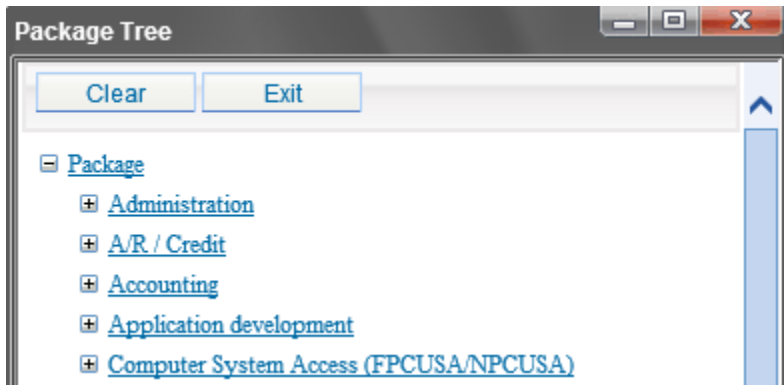 Package Tree
Clear Exit
Package
Administration
A/R / Credit
Accounting
Application development
Computer System Access (FPCUSA/NPCUSA)